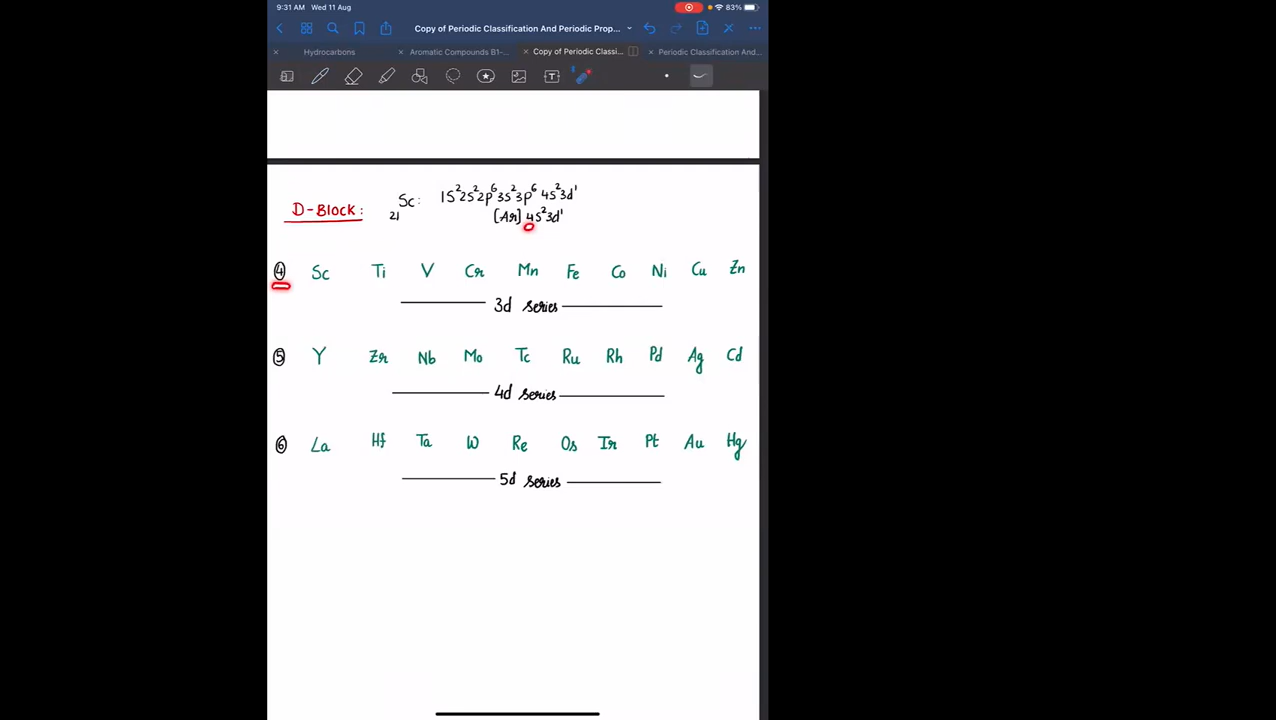 9:31 AM Wed 11 Aug 83%
Copy of Periodic Classification And Periodic Prop...
Hydrocarbons Aromatic Compounds B1-... Copy of Periodic Classi... Periodic Classification And...
D-Block: 21Sc: 1S²2S²2p⁶3S²3p⁶ 4S²3d¹
[Ar] 4S²3d¹
④ Sc Ti V Cr Mn Fe Co Ni Cu Zn
3d series
⑤ Y Zr Nb Mo Tc Ru Rh Pd Ag Cd
4d series
⑥ La Hf Ta W Re Os Ir Pt Au Hg
5d series